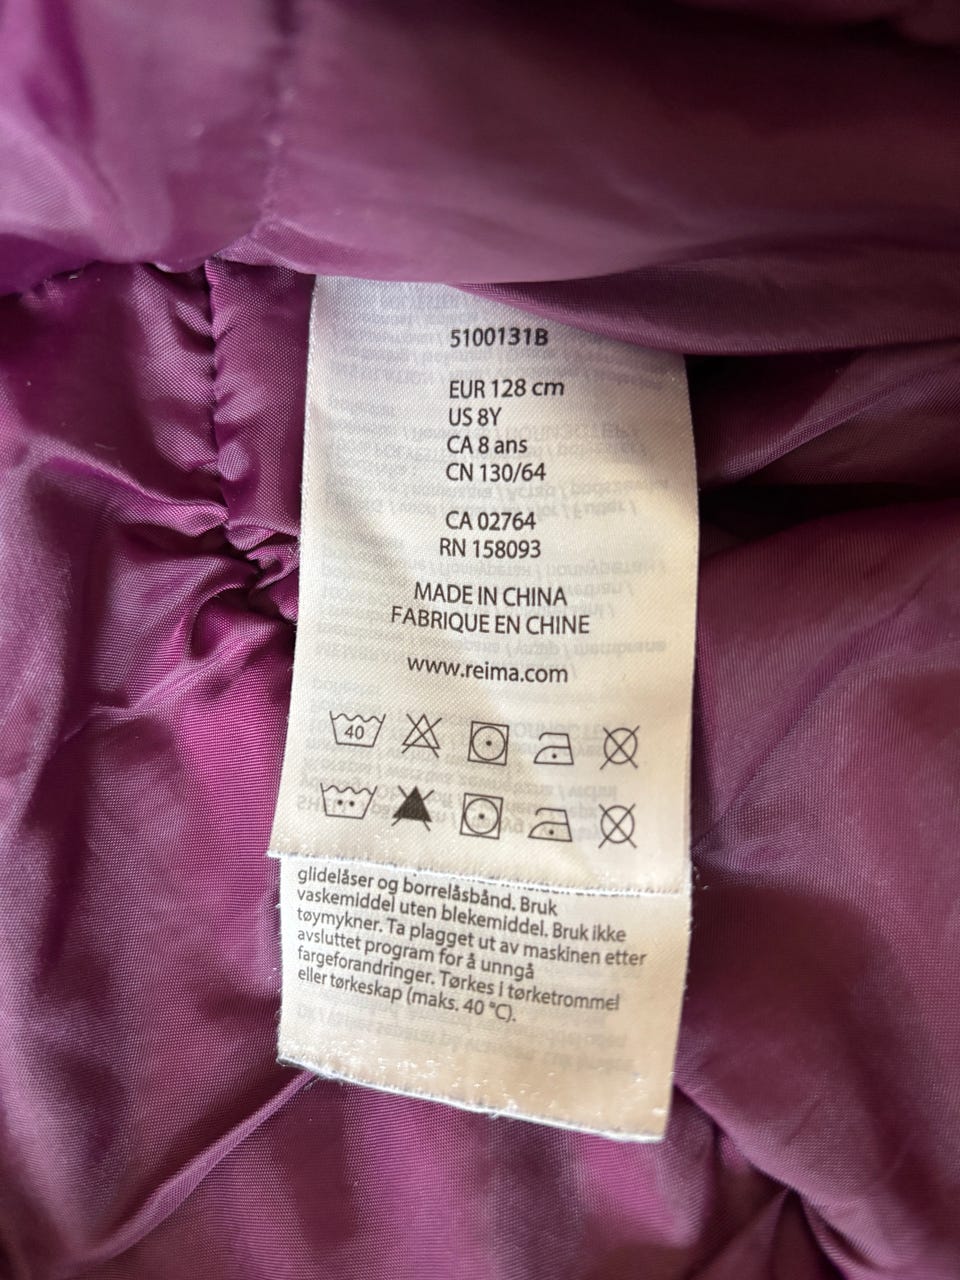 5100131B
EUR 128 cm
US 8Y
CA 8 ans
CN 130/64
CA 02764
RN 158093
MADE IN CHINA
FABRIQUE EN CHINE
www.reima.com
40
glidelåser og borrelåsbånd. Bruk
vaskemiddel uten blekemiddel. Bruk ikke
tøymykner. Ta plagget ut av maskinen etter
avsluttet program for å unngå
fargeforandringer. Tørkes i tørketrommel
eller tørkeskap (maks. 40 °C).